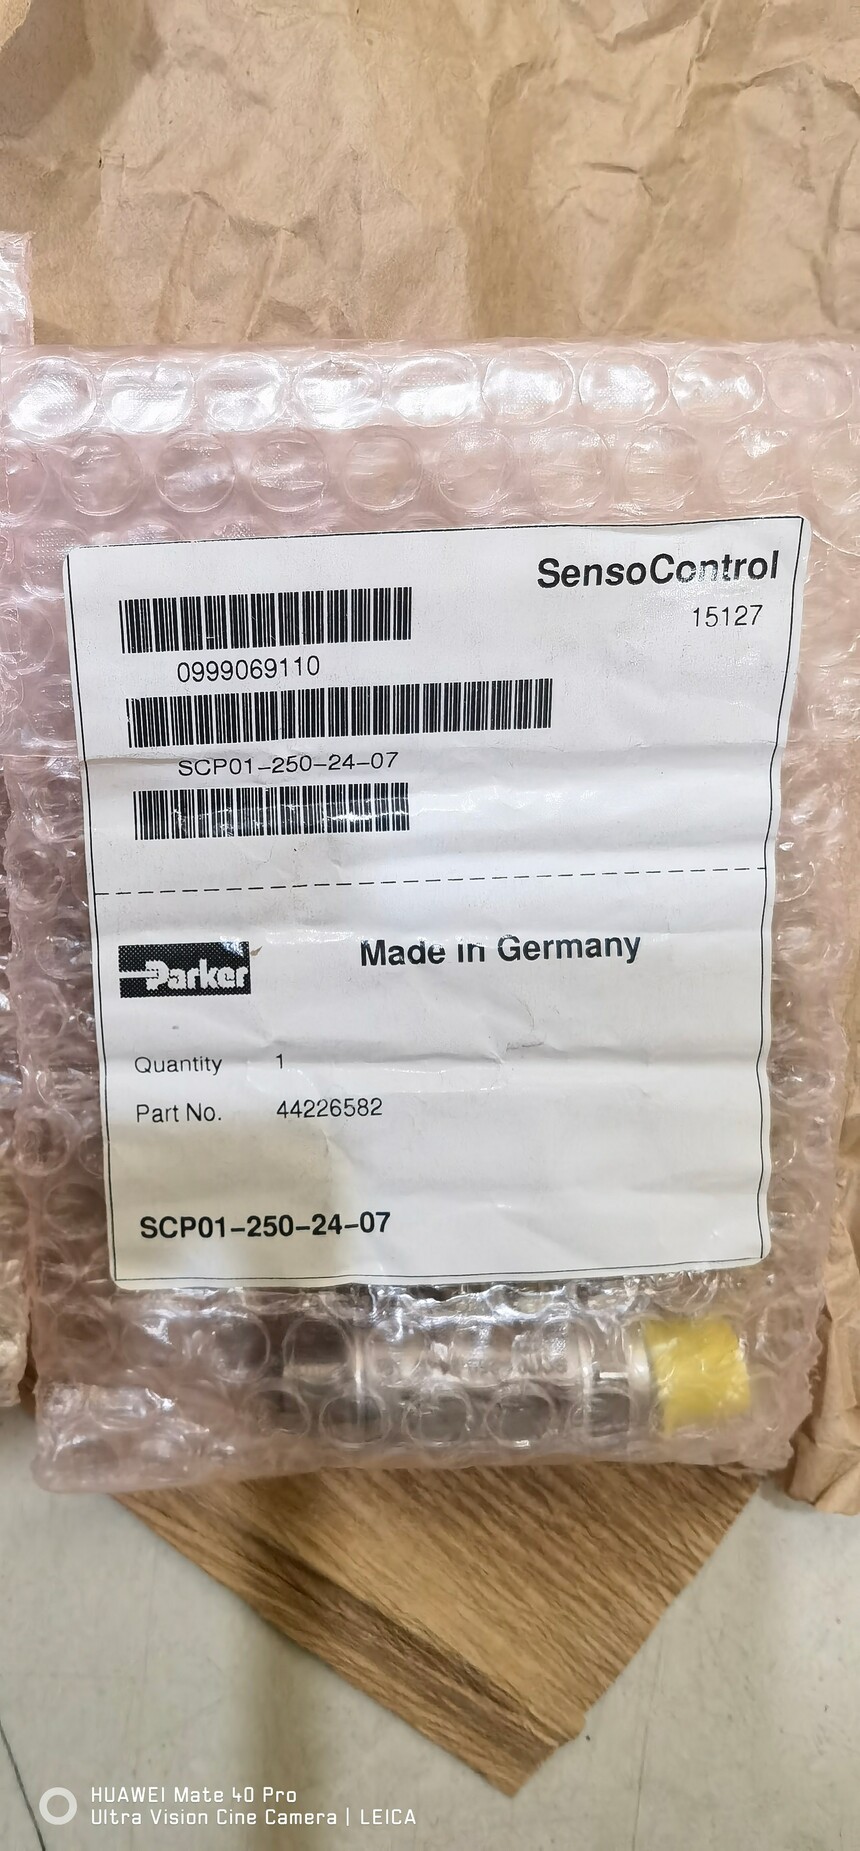 SensoControl
15127
0999069110
SCP01-250-24-07
Parker
Made in Germany
Quantity 1
Part No. 44226582
SCP01-250-24-07
HUAWEI Mate 40 Pro
Ultra Vision Cine Camera | LEICA